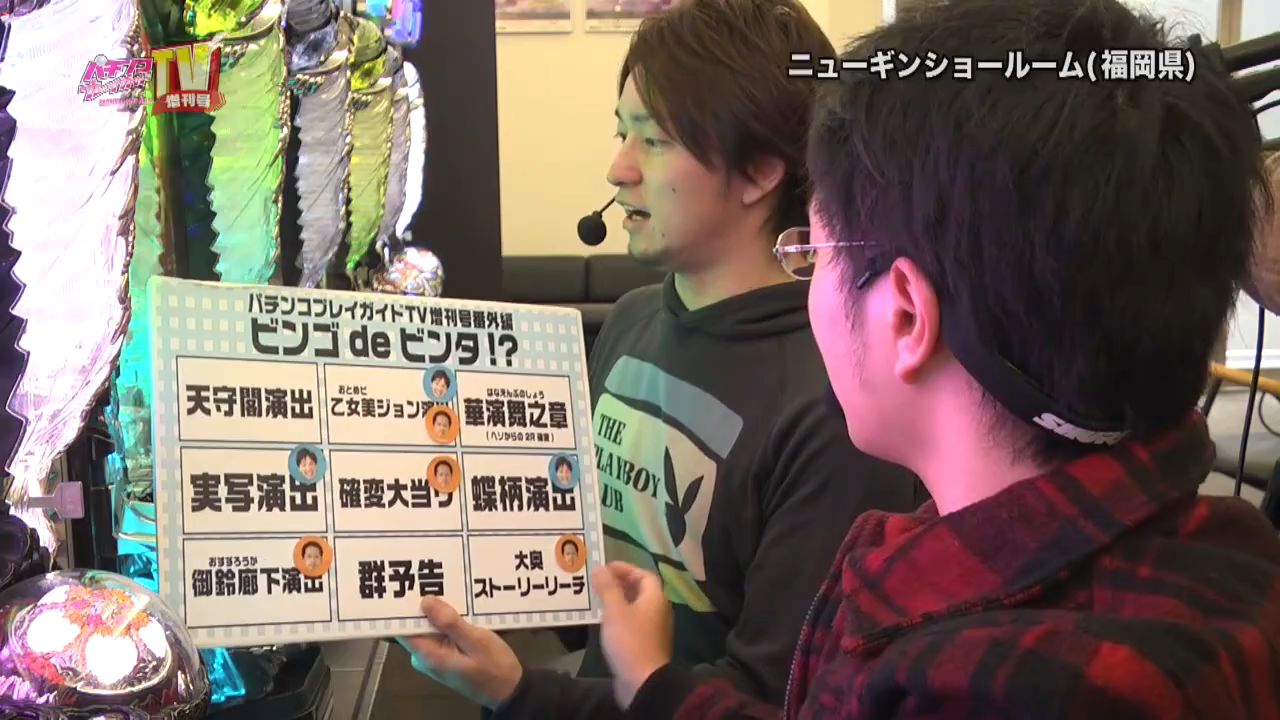 TV
増刊号
ニューギンショールーム(福岡県)
パチンコプレイガイドTV増刊号番外編
ビンゴ de ビンタ!?
天守閣演出
おとめビ
乙女美ジョン演出
はなえんぶのしょう
華演舞之章
(ヘソからの 2R 確変)
実写演出
確変大当り
蝶柄演出
おすずろうか
御鈴廊下演出
群予告
大奥
ストーリーリーチ
THE
PLAYBOY
CLUB